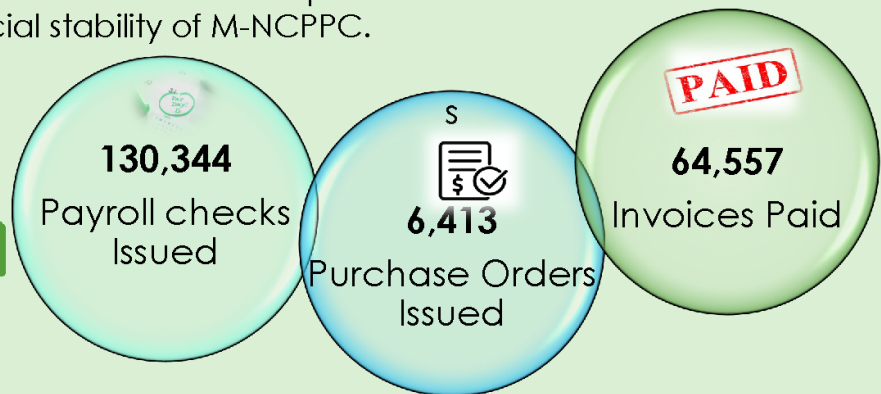 cial stability of M-NCPPC.
130,344
Payroll checks
Issued
S
$
6,413
Purchase Orders
Issued
PAID
64,557
Invoices Paid